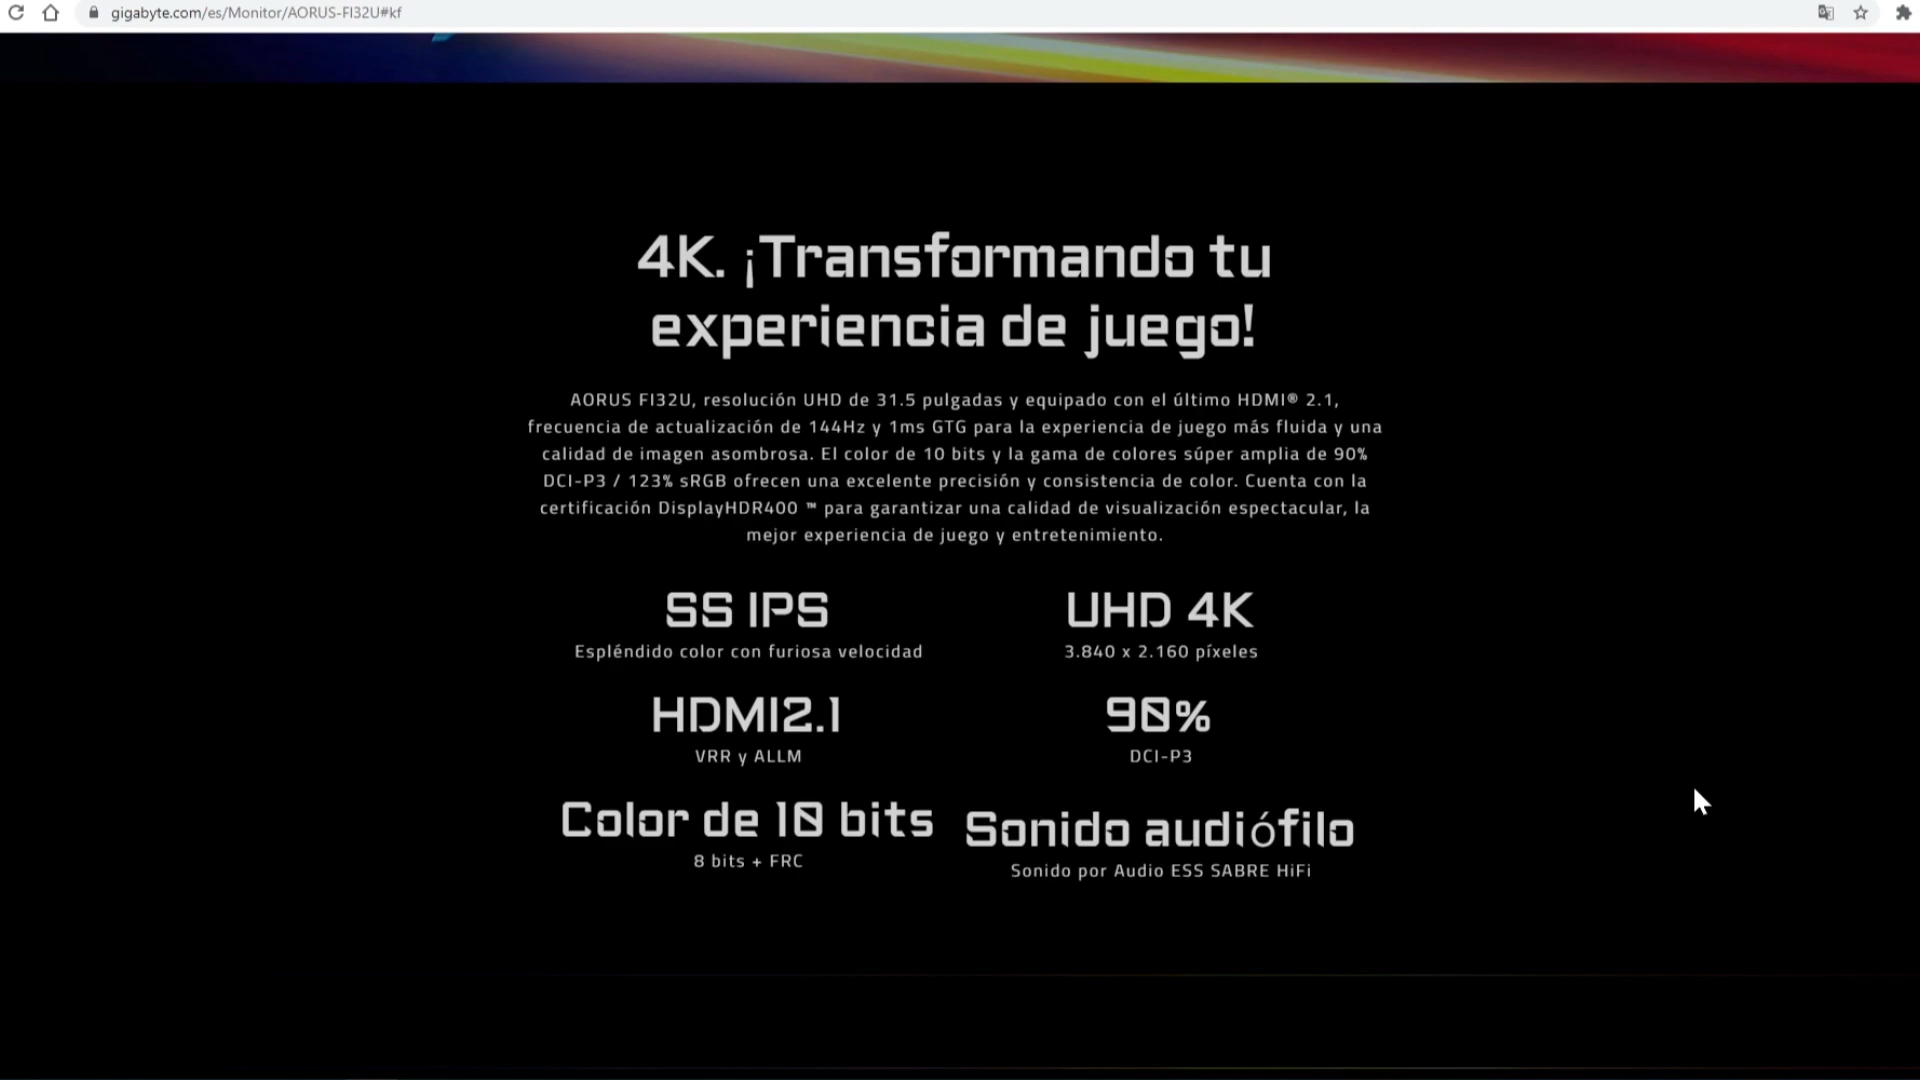 gigabyte.com/es/Monitor/AORUS-FI32U#kf
4K. ¡Transformando tu
experiencia de juego!
AORUS FI32U, resolución UHD de 31.5 pulgadas y equipado con el último HDMI® 2.1,
frecuencia de actualización de 144Hz y 1ms GTG para la experiencia de juego más fluida y una
calidad de imagen asombrosa. El color de 10 bits y la gama de colores súper amplia de 90%
DCI-P3 / 123% sRGB ofrecen una excelente precisión y consistencia de color. Cuenta con la
certificación DisplayHDR400 ™ para garantizar una calidad de visualización espectacular, la
mejor experiencia de juego y entretenimiento.
SS IPS
Espléndido color con furiosa velocidad
UHD 4K
3.840 x 2.160 píxeles
HDMI2.1
VRR y ALLM
90%
DCI-P3
Color de 10 bits
8 bits + FRC
Sonido audiófilo
Sonido por Audio ESS SABRE HiFi